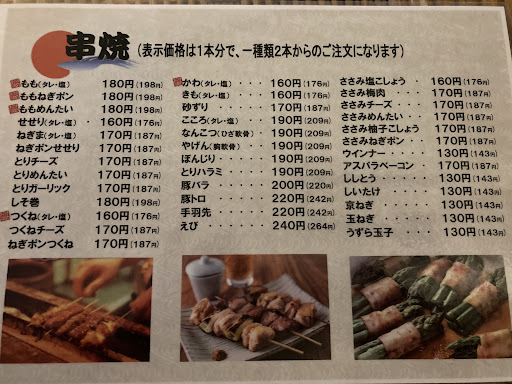 串焼 (表示価格は1本分で、一種類2本からのご注文になります)
もも(タレ・塩) 180円(198円)
ももねぎポン 180円(198円)
ももめんたい 180円(198円)
せせり(タレ・塩) ・ 160円(176円)
ねぎま(タレ・塩) ・ 170円(187円)
ねぎポンせせり 170円(187円)
とりチーズ ・・・・ 170円(187円)
とりめんたい ・・・ 170円(187円)
とりガーリック 170円(187円)
しそ巻 ・・・・・・ 180円(198円)
つくね(タレ・塩) 160円(176円)
つくねチーズ 170円(187円)
ねぎポンつくね 170円(187円)
かわ(タレ・塩) ・・・ 160円(176円)
きも(タレ・塩) ・・・ 160円(176円)
砂ずり ・・・・・・ 170円(187円)
こころ(タレ・塩) ・・ 190円(209円)
なんこつ(ひざ軟骨) 190円(209円)
やげん(胸軟骨) ・・・ 190円(209円)
ぼんじり ・・・・・ 190円(209円)
とりハラミ ・・・・ 190円(209円)
豚バラ ・・・・・・ 200円(220円)
豚トロ ・・・・・・ 220円(242円)
手羽先 ・・・・・・ 220円(242円)
えび ・・・・・・・ 240円(264円)
ささみ塩こしょう ・ 160円(176円)
ささみ梅肉 ・・・・ 170円(187円)
ささみチーズ ・・・ 170円(187円)
ささみめんたい ・・ 170円(187円)
ささみ柚子こしょう 170円(187円)
ささみねぎポン ・・ 170円(187円)
ウインナー ・・・・ 130円(143円)
アスパラベーコン 170円(187円)
ししとう ・・・・・ 130円(143円)
しいたけ ・・・・・ 130円(143円)
京ねぎ ・・・・・・ 130円(143円)
玉ねぎ ・・・・・・ 130円(143円)
うずら玉子 ・・・・ 130円(143円)